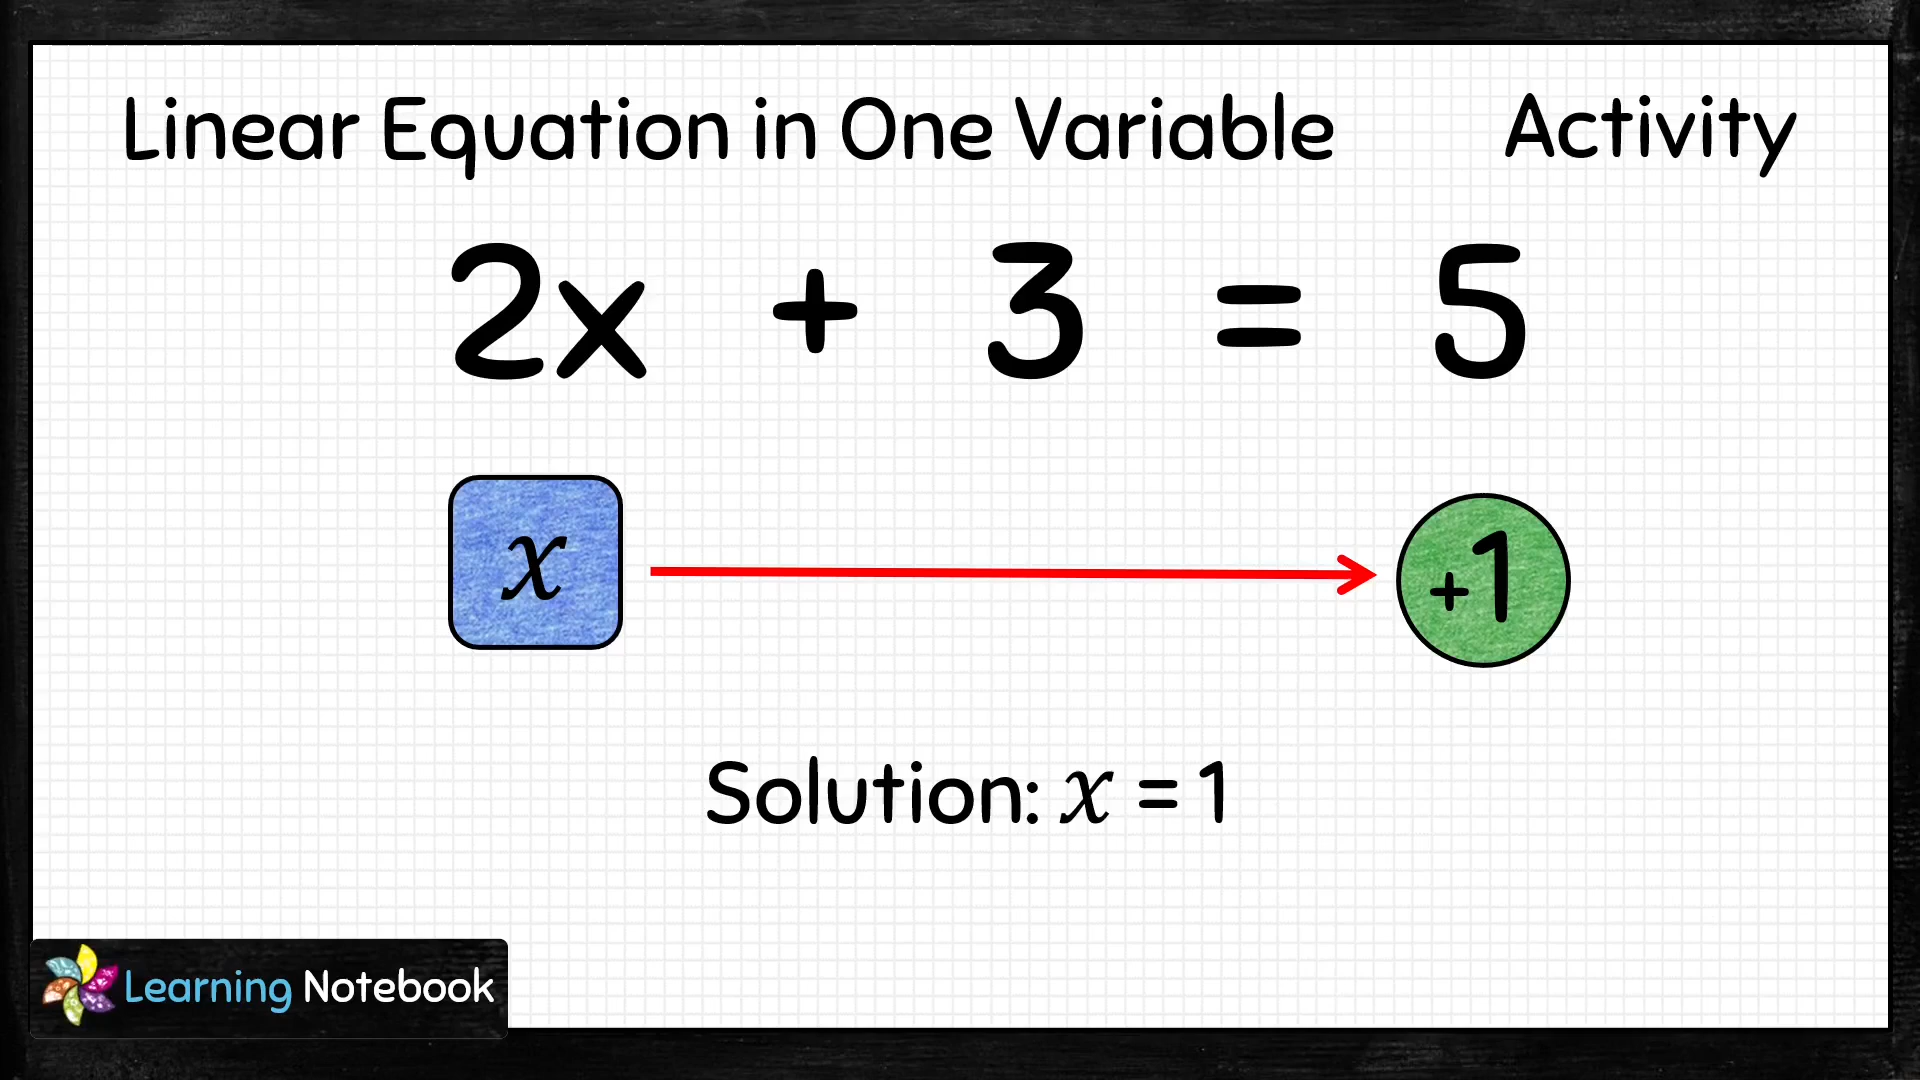 Linear Equation in One Variable Activity
2x + 3 = 5
x +1
Solution: x = 1
Learning Notebook